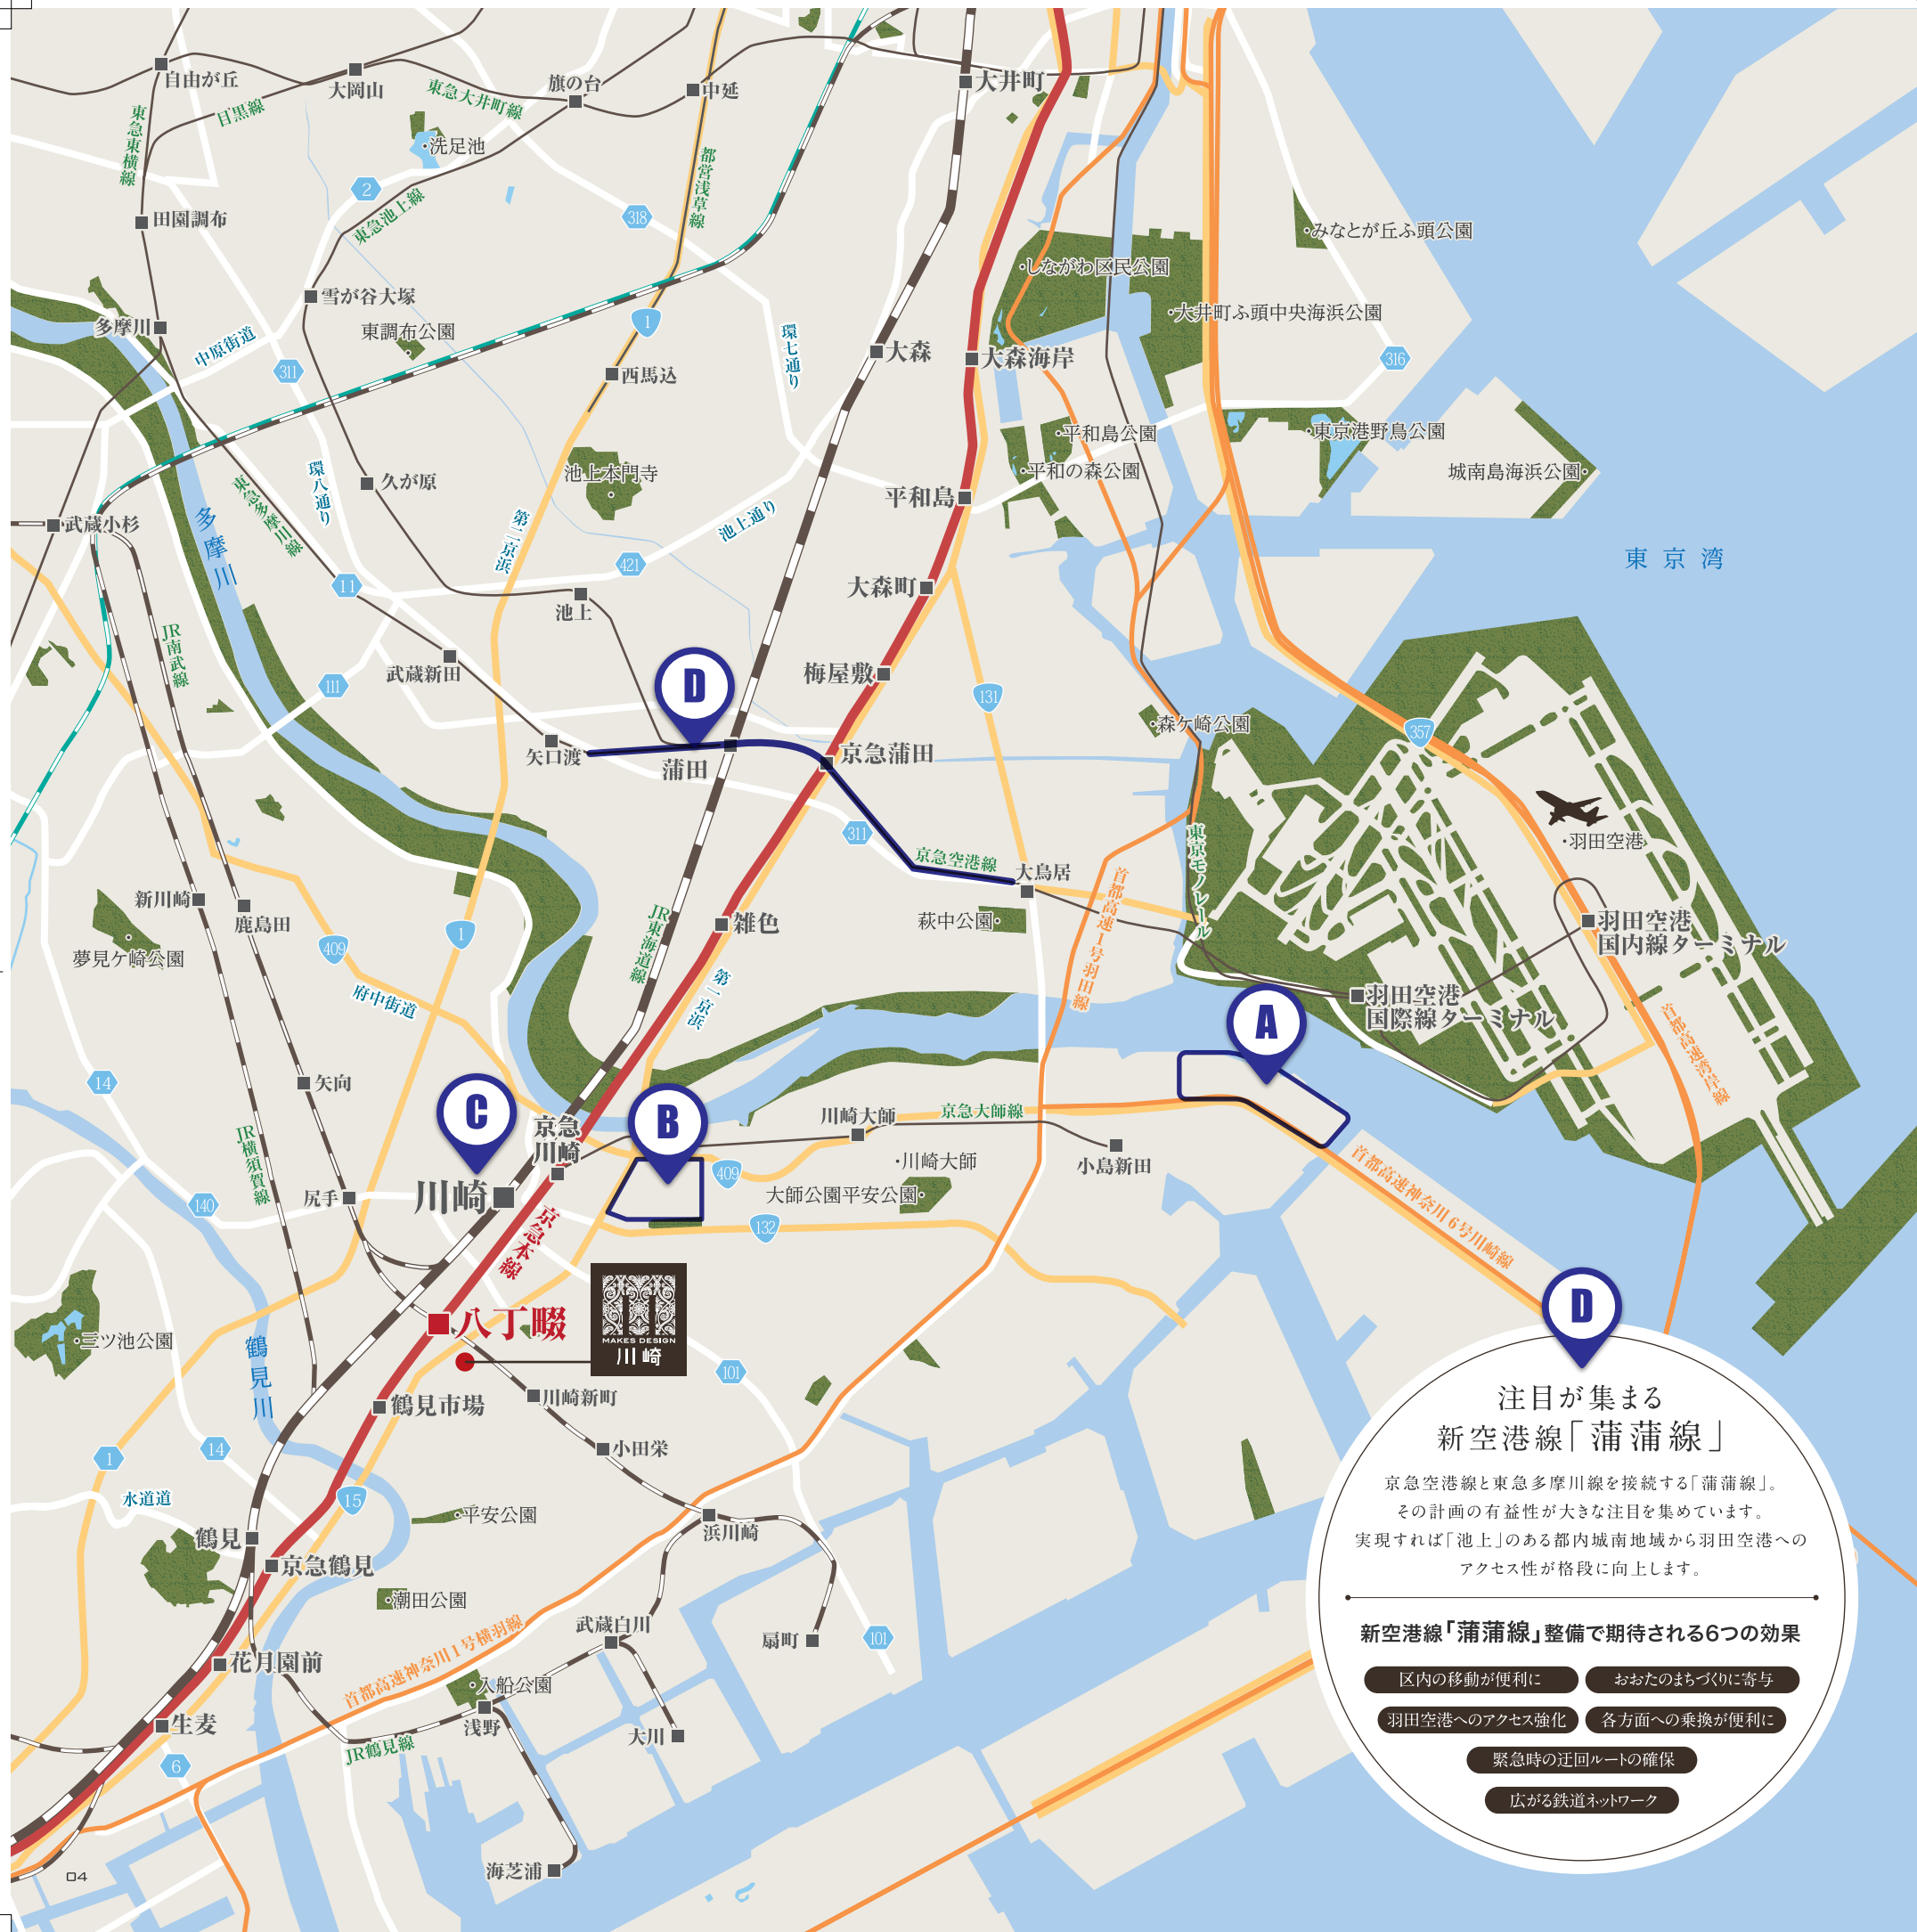 自由が丘
大岡山
東急大井町線
旗の台
中延
大井町
東急東横線
目黒線
洗足池
都営浅草線
2
東急池上線
318
田園調布
みなとが丘ふ頭公園
しながわ区民公園
雪が谷大塚
大井町ふ頭中央海浜公園
多摩川
中原街道
東調布公園
1
環七通り
大森
大森海岸
316
311
西馬込
平和島公園
東京港野鳥公園
平和の森公園
城南島海浜公園
池上本門寺
久が原
環八通り
東急多摩川線
平和島
武蔵小杉
多摩川
第二京浜
池上通り
東京湾
421
11
池上
大森町
JR南武線
武蔵新田
111
D
梅屋敷
131
森ケ崎公園
357
矢口渡
蒲田
京急蒲田
311
東京モノレール
羽田空港
京急空港線
大鳥居
首都高速1号羽田線
新川崎
鹿島田
JR東海道線
雑色
萩中公園
羽田空港
国内線ターミナル
409
1
夢見ケ崎公園
府中街道
第一京浜
羽田空港
国際線ターミナル
首都高速湾岸線
A
14
矢向
C
B
京急
川崎
川崎大師
京急大師線
小島新田
JR横須賀線
409
川崎大師
大師公園平安公園
首都高速神奈川6号川崎線
140
尻手
川崎
京急本線
132
MAKES DESIGN
川崎
八丁畷
三ツ池公園
鶴見川
101
鶴見市場
川崎新町
1
14
小田栄
水道道
15
平安公園
浜川崎
鶴見
京急鶴見
潮田公園
武蔵白川
扇町
101
花月園前
首都高速神奈川1号横羽線
入船公園
浅野
大川
生麦
JR鶴見線
6
海芝浦
04
D
注目が集まる
新空港線「蒲蒲線」
京急空港線と東急多摩川線を接続する「蒲蒲線」。
その計画の有益性が大きな注目を集めています。
実現すれば「池上」のある都内城南地域から羽田空港への
アクセス性が格段に向上します。
新空港線「蒲蒲線」整備で期待される6つの効果
区内の移動が便利に
おおたのまちづくりに寄与
羽田空港へのアクセス強化
各方面への乗換が便利に
緊急時の迂回ルートの確保
広がる鉄道ネットワーク